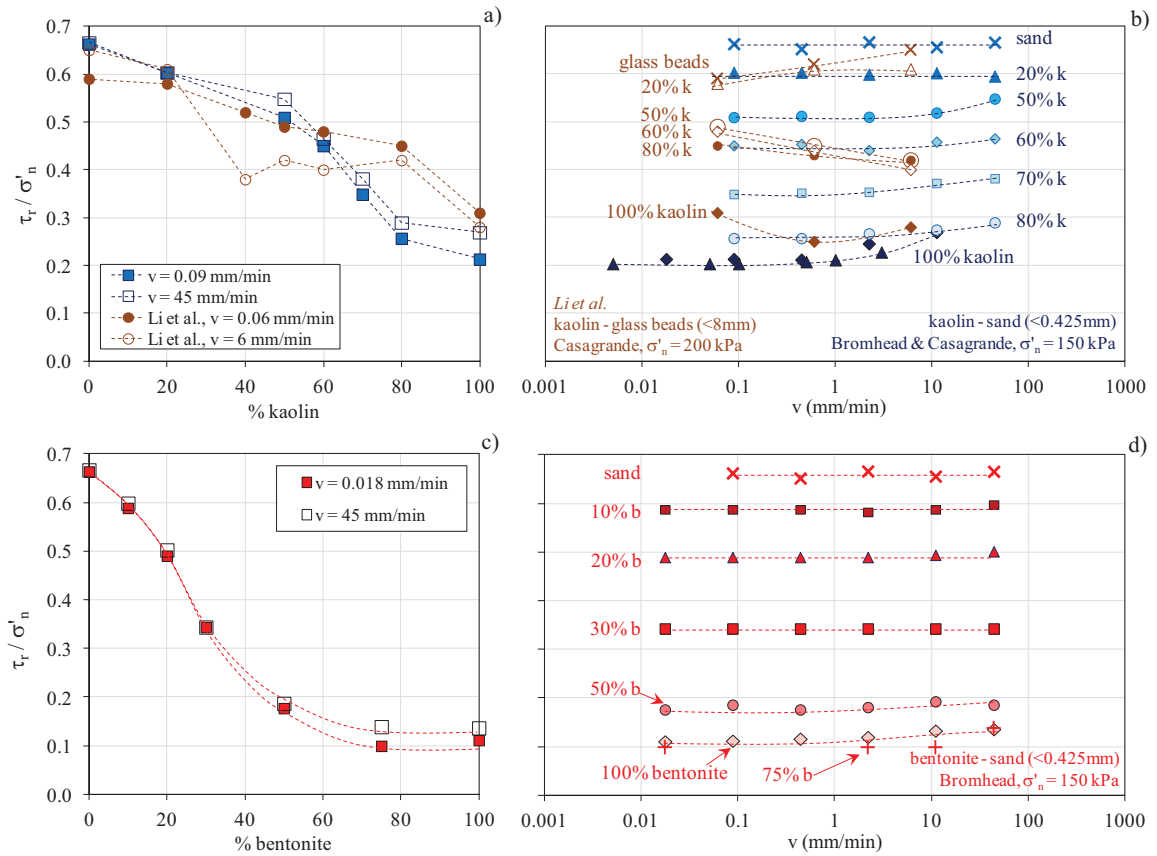 a)
0.7
0.6
0.5
0.4
0.3
0.2
0.1
0.0
τr / σ'n
v = 0.09 mm/min
v = 45 mm/min
Li et al., v = 0.06 mm/min
Li et al., v = 6 mm/min
0 20 40 60 80 100
% kaolin
b)
sand
glass beads
20% k
20% k
50% k
50% k
60% k
60% k
80% k
70% k
100% kaolin
80% k
100% kaolin
Li et al.
kaolin - glass beads (<8mm)
Casagrande, σ'n = 200 kPa
kaolin - sand (<0.425mm)
Bromhead & Casagrande, σ'n = 150 kPa
0.001 0.01 0.1 1 10 100 1000
v (mm/min)
c)
0.7
0.6
0.5
0.4
0.3
0.2
0.1
0.0
τr / σ'n
v = 0.018 mm/min
v = 45 mm/min
0 20 40 60 80 100
% bentonite
d)
sand
10% b
20% b
30% b
50% b
100% bentonite
75% b
bentonite - sand (<0.425mm)
Bromhead, σ'n = 150 kPa
0.001 0.01 0.1 1 10 100 1000
v (mm/min)